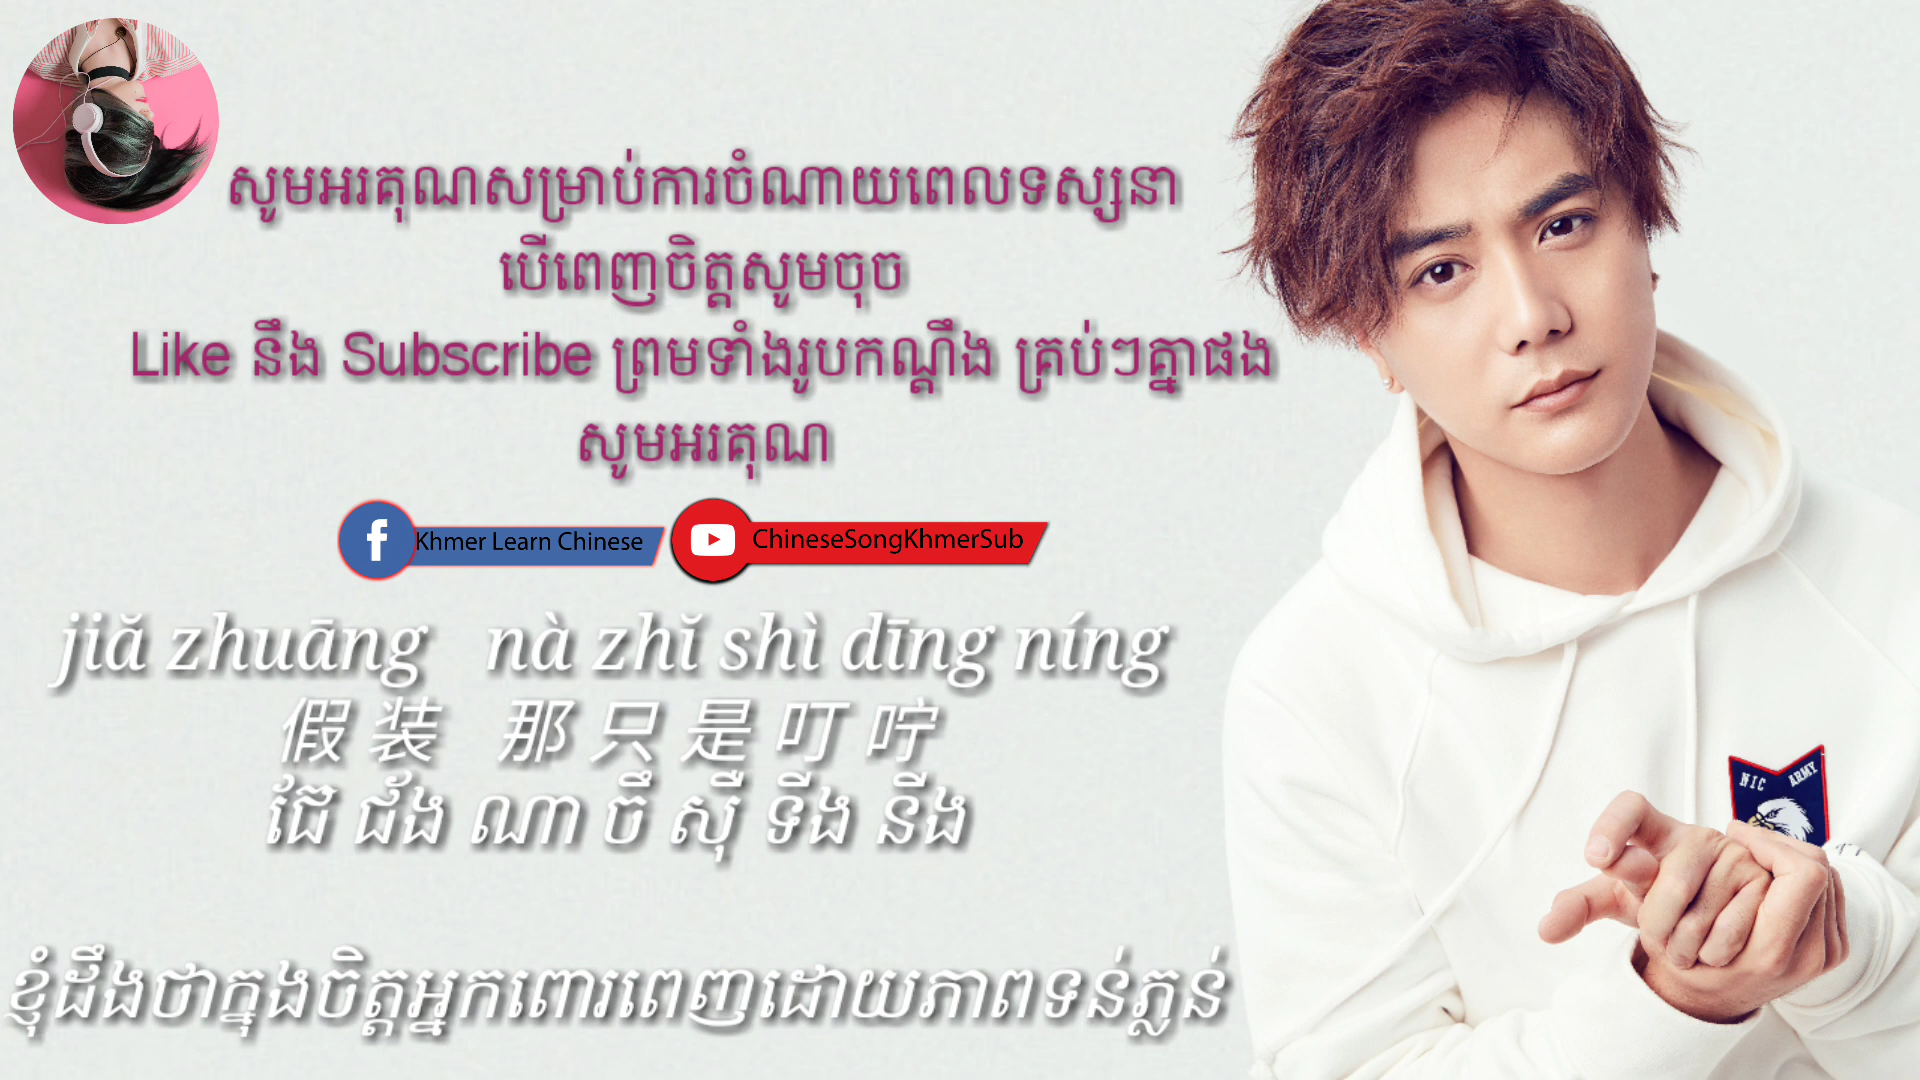 សូមអរគុណសម្រាប់ការចំណាយពេលទស្សនា
បើពេញចិត្តសូមចុច
Like នឹង Subscribe ព្រមទាំងរូបកណ្ដឹង គ្រប់ៗគ្នាផង
សូមអរគុណ
Khmer Learn Chinese
ChineseSongKhmerSub
jiǎ zhuāng nà zhǐ shì dīng níng
假 装 那 只 是 叮 咛
ជ៊ែ ជ័ង ណា ចឺ ស៊ឺ ទីង នីង
ខ្ញុំដឹងថាក្នុងចិត្តអ្នកពោរពេញដោយភាពទន់ភ្លន់
NIC ARMY